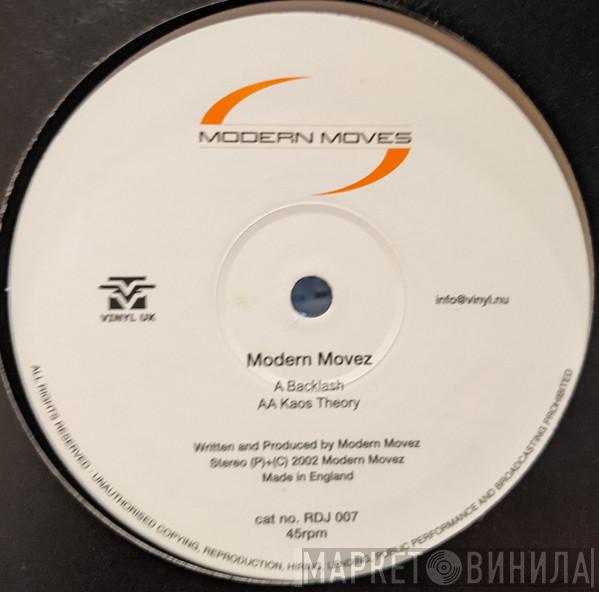 MODERN MOVES
VINYL UK
info@vinyl.nu
Modern Movez
A Backlash
AA Kaos Theory
Written and Produced by Modern Movez
Stereo (P)+(C) 2002 Modern Movez
Made in England
cat no. RDJ 007
45rpm
ALL RIGHTS RESERVED - UNAUTHORISED COPYING, REPRODUCTION, HIRING, LENDING, PUBLIC PERFORMANCE AND BROADCASTING PROHIBITED
МАРКЕТ ВИНИЛА